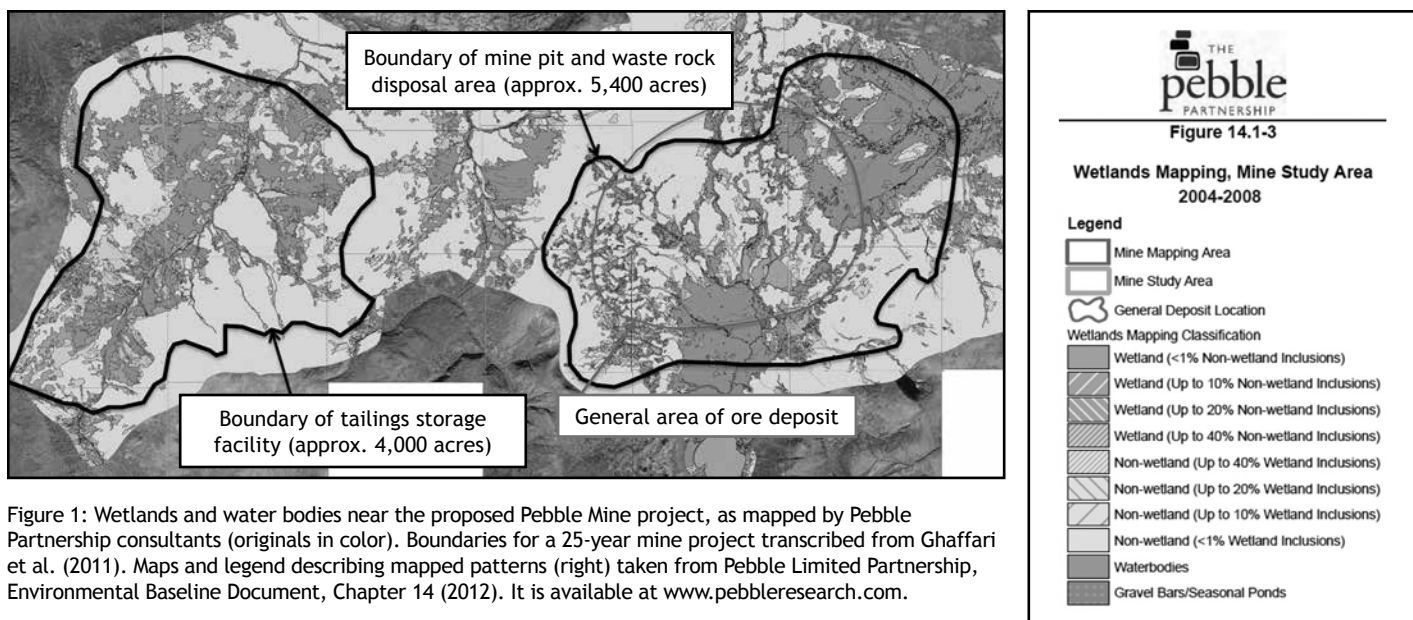 Boundary of mine pit and waste rock
disposal area (approx. 5,400 acres)
Boundary of tailings storage
facility (approx. 4,000 acres)
General area of ore deposit
Figure 1: Wetlands and water bodies near the proposed Pebble Mine project, as mapped by Pebble
Partnership consultants (originals in color). Boundaries for a 25-year mine project transcribed from Ghaffari
et al. (2011). Maps and legend describing mapped patterns (right) taken from Pebble Limited Partnership,
Environmental Baseline Document, Chapter 14 (2012). It is available at www.pebbleresearch.com.
THE
pebble
PARTNERSHIP
Figure 14.1-3
Wetlands Mapping, Mine Study Area
2004-2008
Legend
Mine Mapping Area
Mine Study Area
General Deposit Location
Wetlands Mapping Classification
Wetland (<1% Non-wetland Inclusions)
Wetland (Up to 10% Non-wetland Inclusions)
Wetland (Up to 20% Non-wetland Inclusions)
Wetland (Up to 40% Non-wetland Inclusions)
Non-wetland (Up to 40% Wetland Inclusions)
Non-wetland (Up to 20% Wetland Inclusions)
Non-wetland (Up to 10% Wetland Inclusions)
Non-wetland (<1% Wetland Inclusions)
Waterbodies
Gravel Bars/Seasonal Ponds